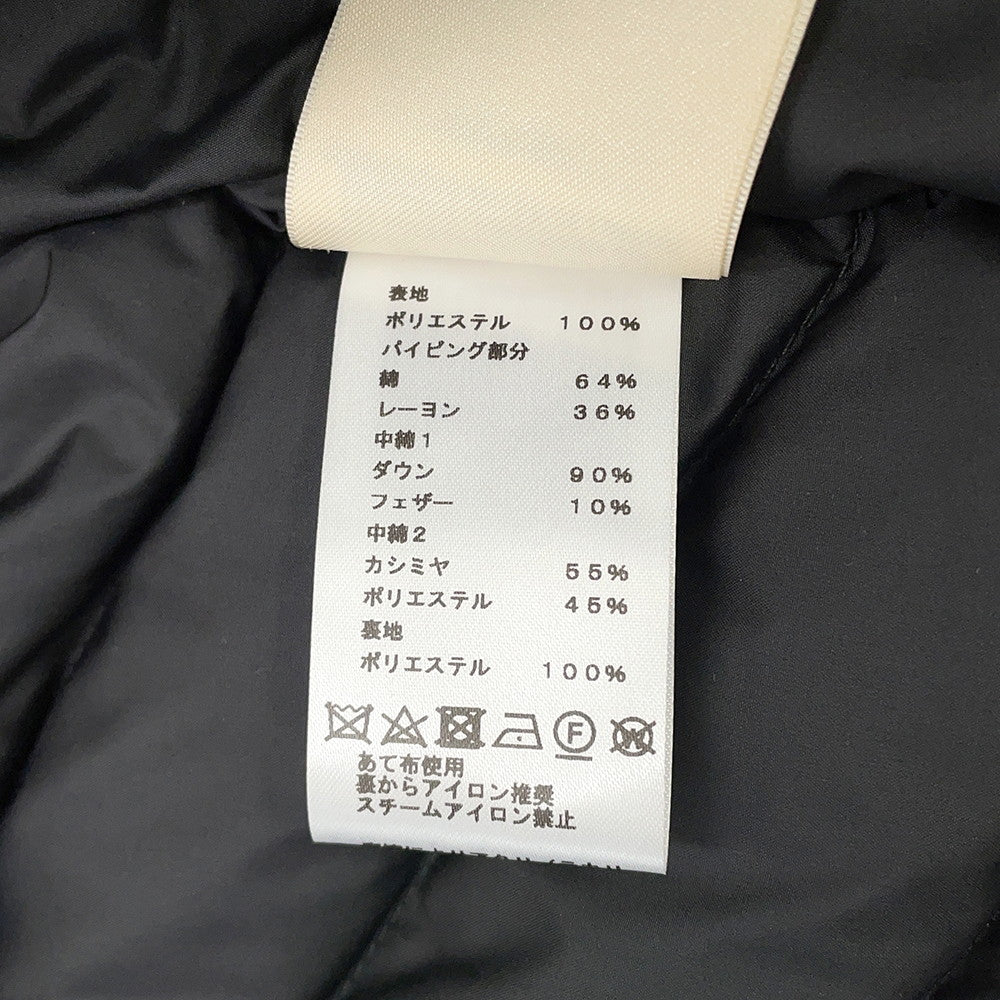 表地
ポリエステル 100%
パイピング部分
綿 64%
レーヨン 36%
中綿1
ダウン 90%
フェザー 10%
中綿2
カシミヤ 55%
ポリエステル 45%
裏地
ポリエステル 100%
F W
あて布使用
裏からアイロン推奨
スチームアイロン禁止